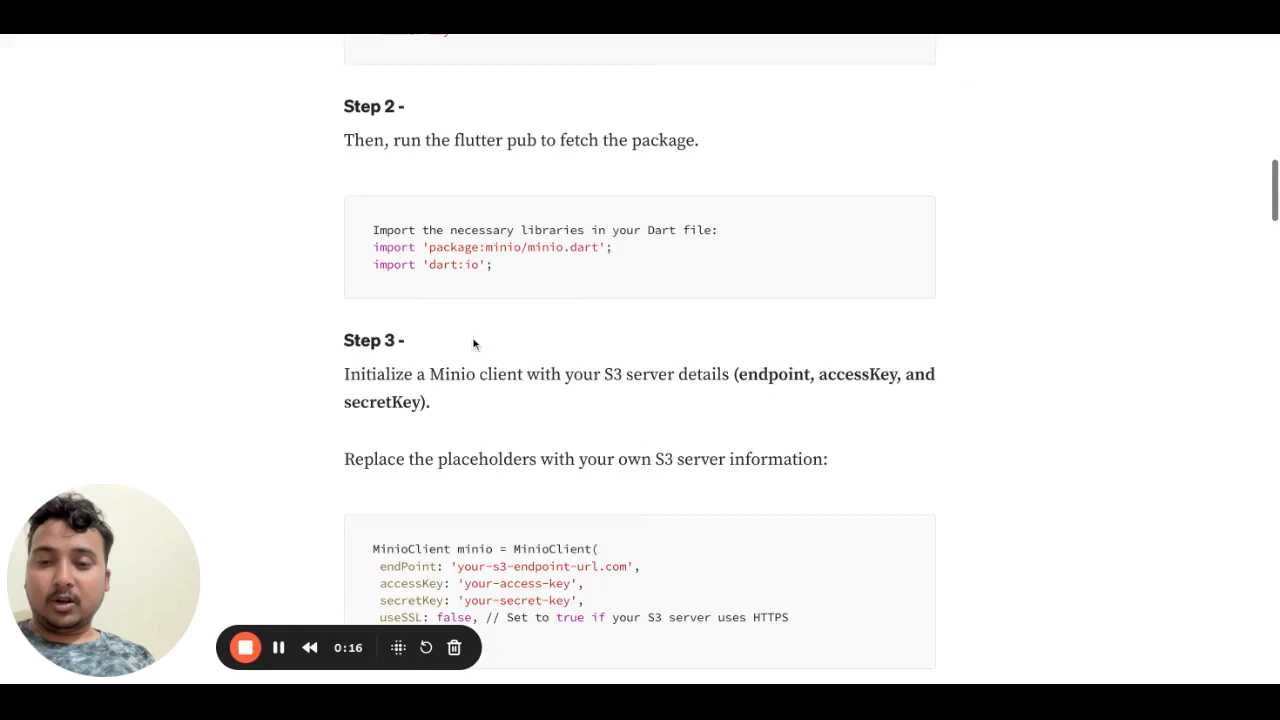 Step 2 -
Then, run the flutter pub to fetch the package.
Import the necessary libraries in your Dart file:
import 'package:minio/minio.dart';
import 'dart:io';
Step 3 -
Initialize a Minio client with your S3 server details (endpoint, accessKey, and
secretKey).
Replace the placeholders with your own S3 server information:
MinioClient minio = MinioClient(
endPoint: 'your-s3-endpoint-url.com',
accessKey: 'your-access-key',
secretKey: 'your-secret-key',
useSSL: false, // Set to true if your S3 server uses HTTPS
0:16